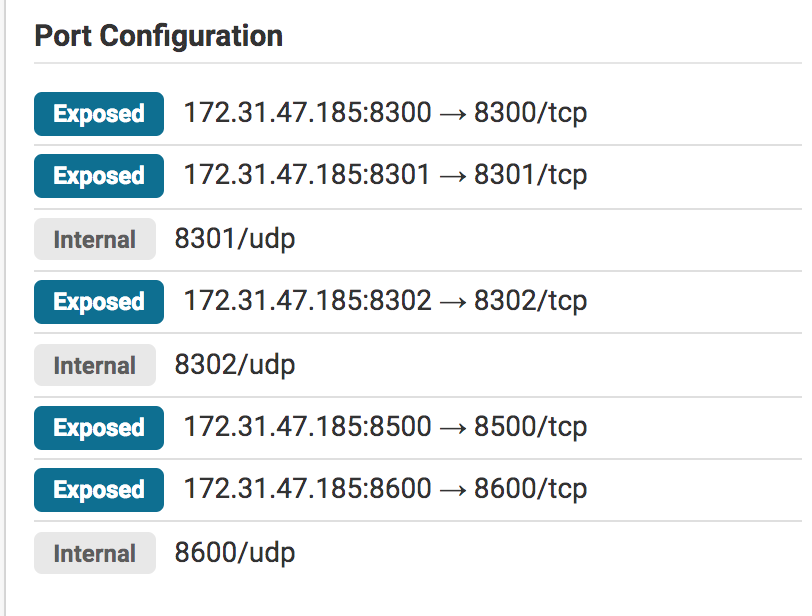 Port Configuration
Exposed 172.31.47.185:8300 → 8300/tcp
Exposed 172.31.47.185:8301 → 8301/tcp
Internal 8301/udp
Exposed 172.31.47.185:8302 → 8302/tcp
Internal 8302/udp
Exposed 172.31.47.185:8500 → 8500/tcp
Exposed 172.31.47.185:8600 → 8600/tcp
Internal 8600/udp